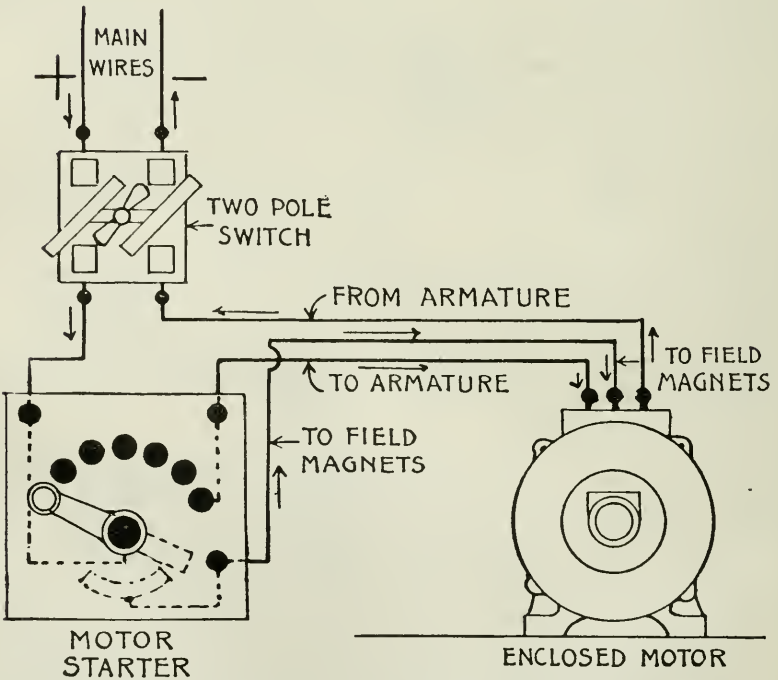 MAIN
WIRES
+
−
TWO POLE
SWITCH
FROM ARMATURE
TO FIELD
MAGNETS
TO ARMATURE
TO FIELD
MAGNETS
MOTOR
STARTER
ENCLOSED MOTOR